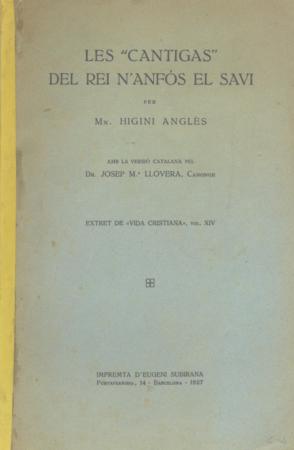 LES "CANTIGAS"
DEL REI N'ANFÓS EL SAVI
PER
MN. HIGINI ANGLÈS
AMB LA VERSIÓ CATALANA PEL
DR. JOSEP M.ª LLOVERA, CANONGE
EXTRET DE «VIDA CRISTIANA», VOL. XIV
IMPREMTA D'EUGENI SUBIRANA
PORTAFERRISSA, 14 - BARCELONA - 1927